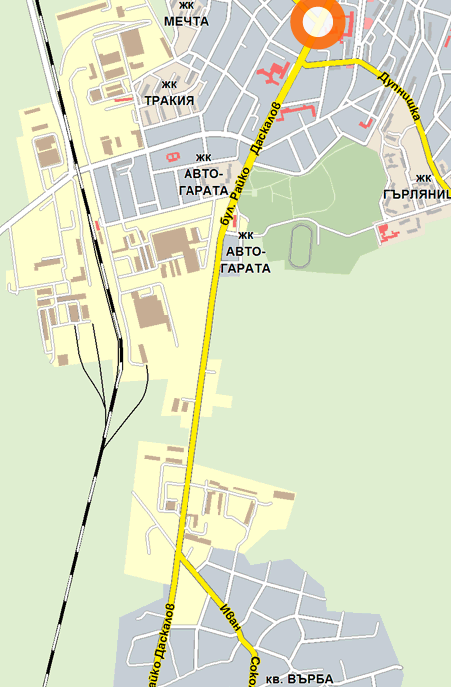 жк
МЕЧТА
жк
ТРАКИЯ
Дупнишка
бул. Райко Даскалов
жк
АВТО-
ГАРАТА
жк
ГЪРЛЯНИЦ
жк
АВТО-
ГАРАТА
айко Даскалов
Иван
Соко
кв. ВЪРБА